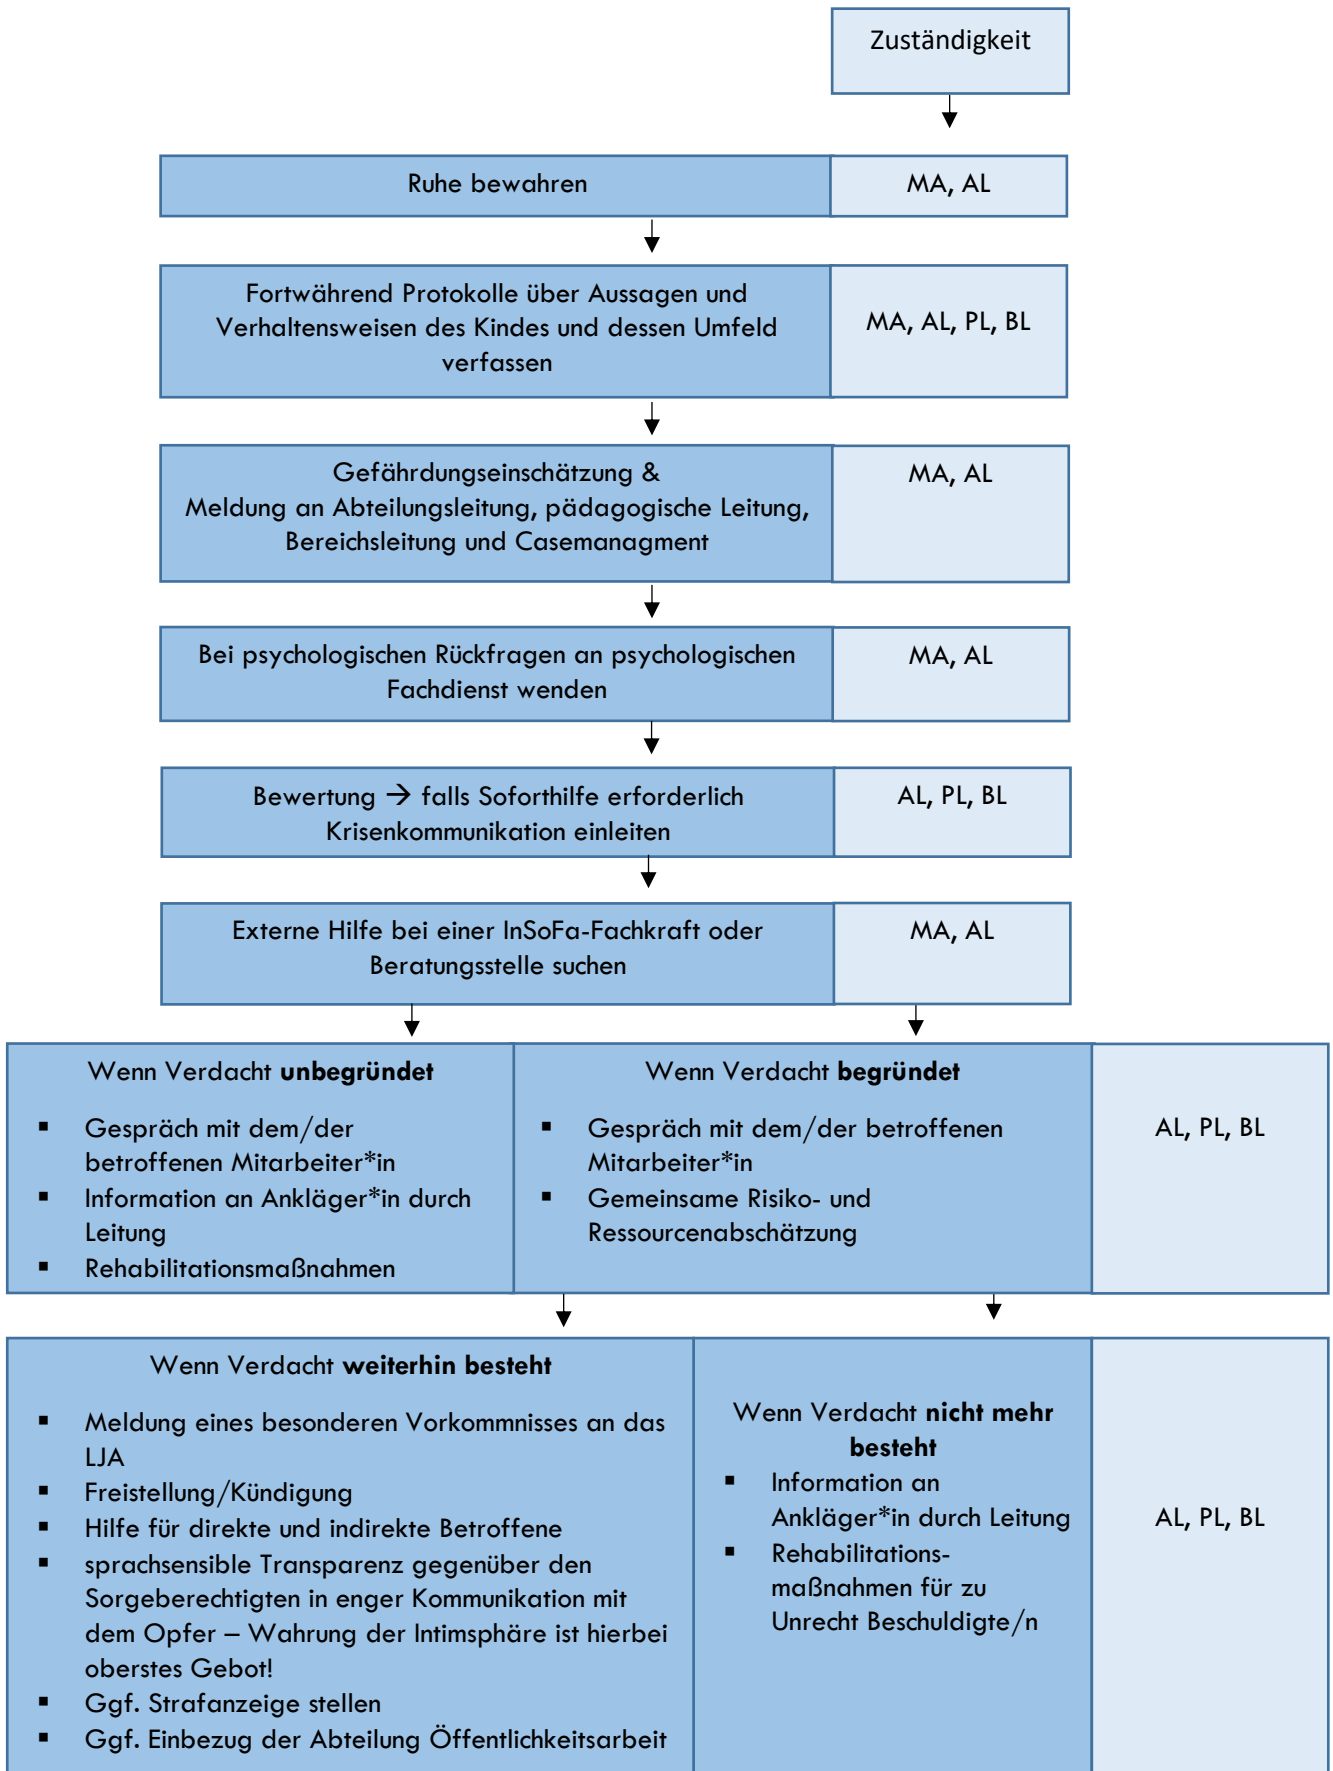 Zuständigkeit
Ruhe bewahren
MA, AL
Fortwährend Protokolle über Aussagen und
Verhaltensweisen des Kindes und dessen Umfeld
verfassen
MA, AL, PL, BL
Gefährdungseinschätzung &
Meldung an Abteilungsleitung, pädagogische Leitung,
Bereichsleitung und Casemanagment
MA, AL
Bei psychologischen Rückfragen an psychologischen
Fachdienst wenden
MA, AL
Bewertung → falls Soforthilfe erforderlich
Krisenkommunikation einleiten
AL, PL, BL
Externe Hilfe bei einer InSoFa-Fachkraft oder
Beratungsstelle suchen
MA, AL
Wenn Verdacht unbegründet
▪ Gespräch mit dem/der
betroffenen Mitarbeiter*in
▪ Information an Ankläger*in durch
Leitung
▪ Rehabilitationsmaßnahmen
Wenn Verdacht begründet
▪ Gespräch mit dem/der betroffenen
Mitarbeiter*in
▪ Gemeinsame Risiko- und
Ressourcenabschätzung
AL, PL, BL
Wenn Verdacht weiterhin besteht
▪ Meldung eines besonderen Vorkommnisses an das
LJA
▪ Freistellung/Kündigung
▪ Hilfe für direkte und indirekte Betroffene
▪ sprachsensible Transparenz gegenüber den
Sorgeberechtigten in enger Kommunikation mit
dem Opfer – Wahrung der Intimsphäre ist hierbei
oberstes Gebot!
▪ Ggf. Strafanzeige stellen
▪ Ggf. Einbezug der Abteilung Öffentlichkeitsarbeit
Wenn Verdacht nicht mehr
besteht
▪ Information an
Ankläger*in durch Leitung
▪ Rehabilitations-
maßnahmen für zu
Unrecht Beschuldigte/n
AL, PL, BL